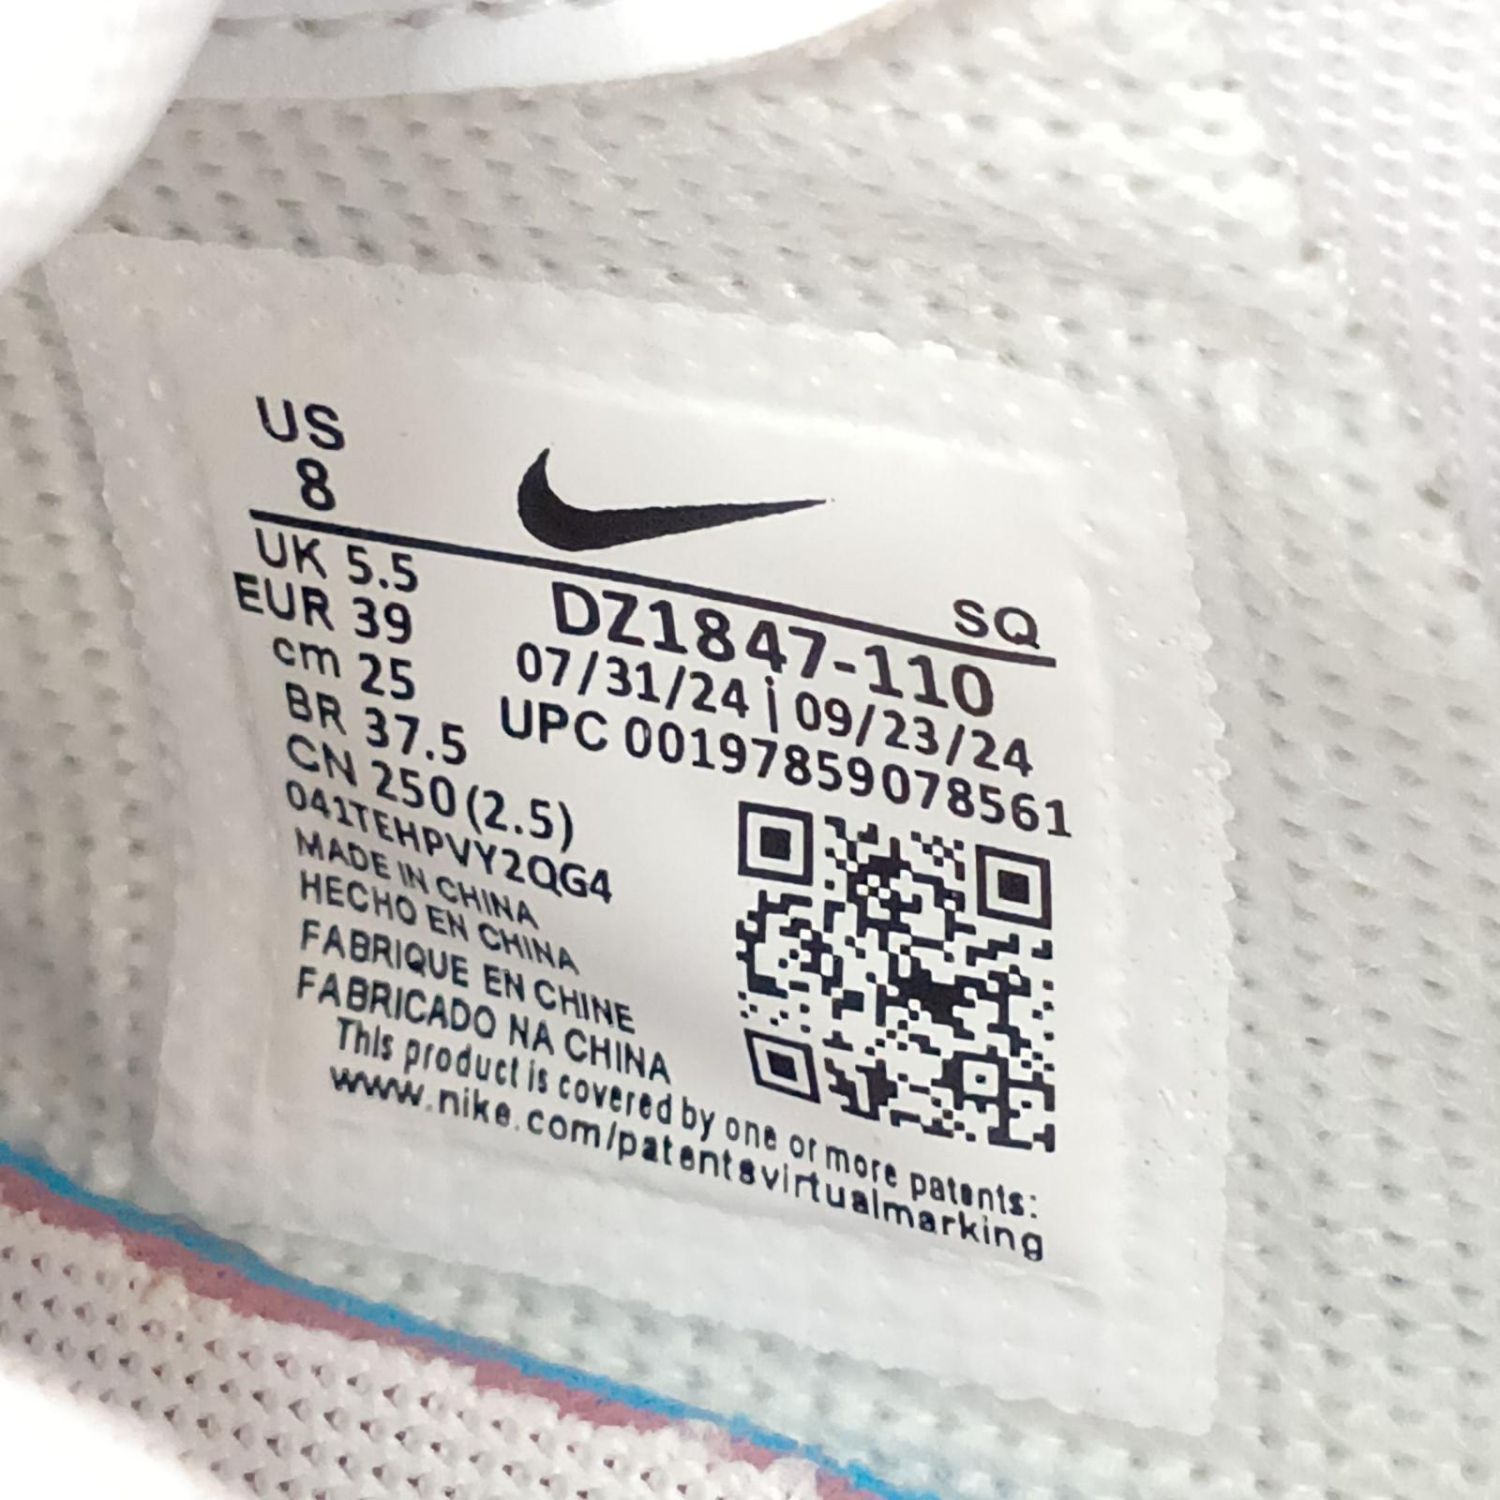 US
8
SQ
UK 5.5
EUR 39
cm 25
BR 37.5
CN 250 (2.5)
DZ1847-110
07/31/24 | 09/23/24
UPC 00197859078561
041TEHPVY2QG4
MADE IN CHINA
HECHO EN CHINA
FABRIQUE EN CHINE
FABRICADO NA CHINA
This product is covered by one or more patents:
www.nike.com/patentsvirtualmarking